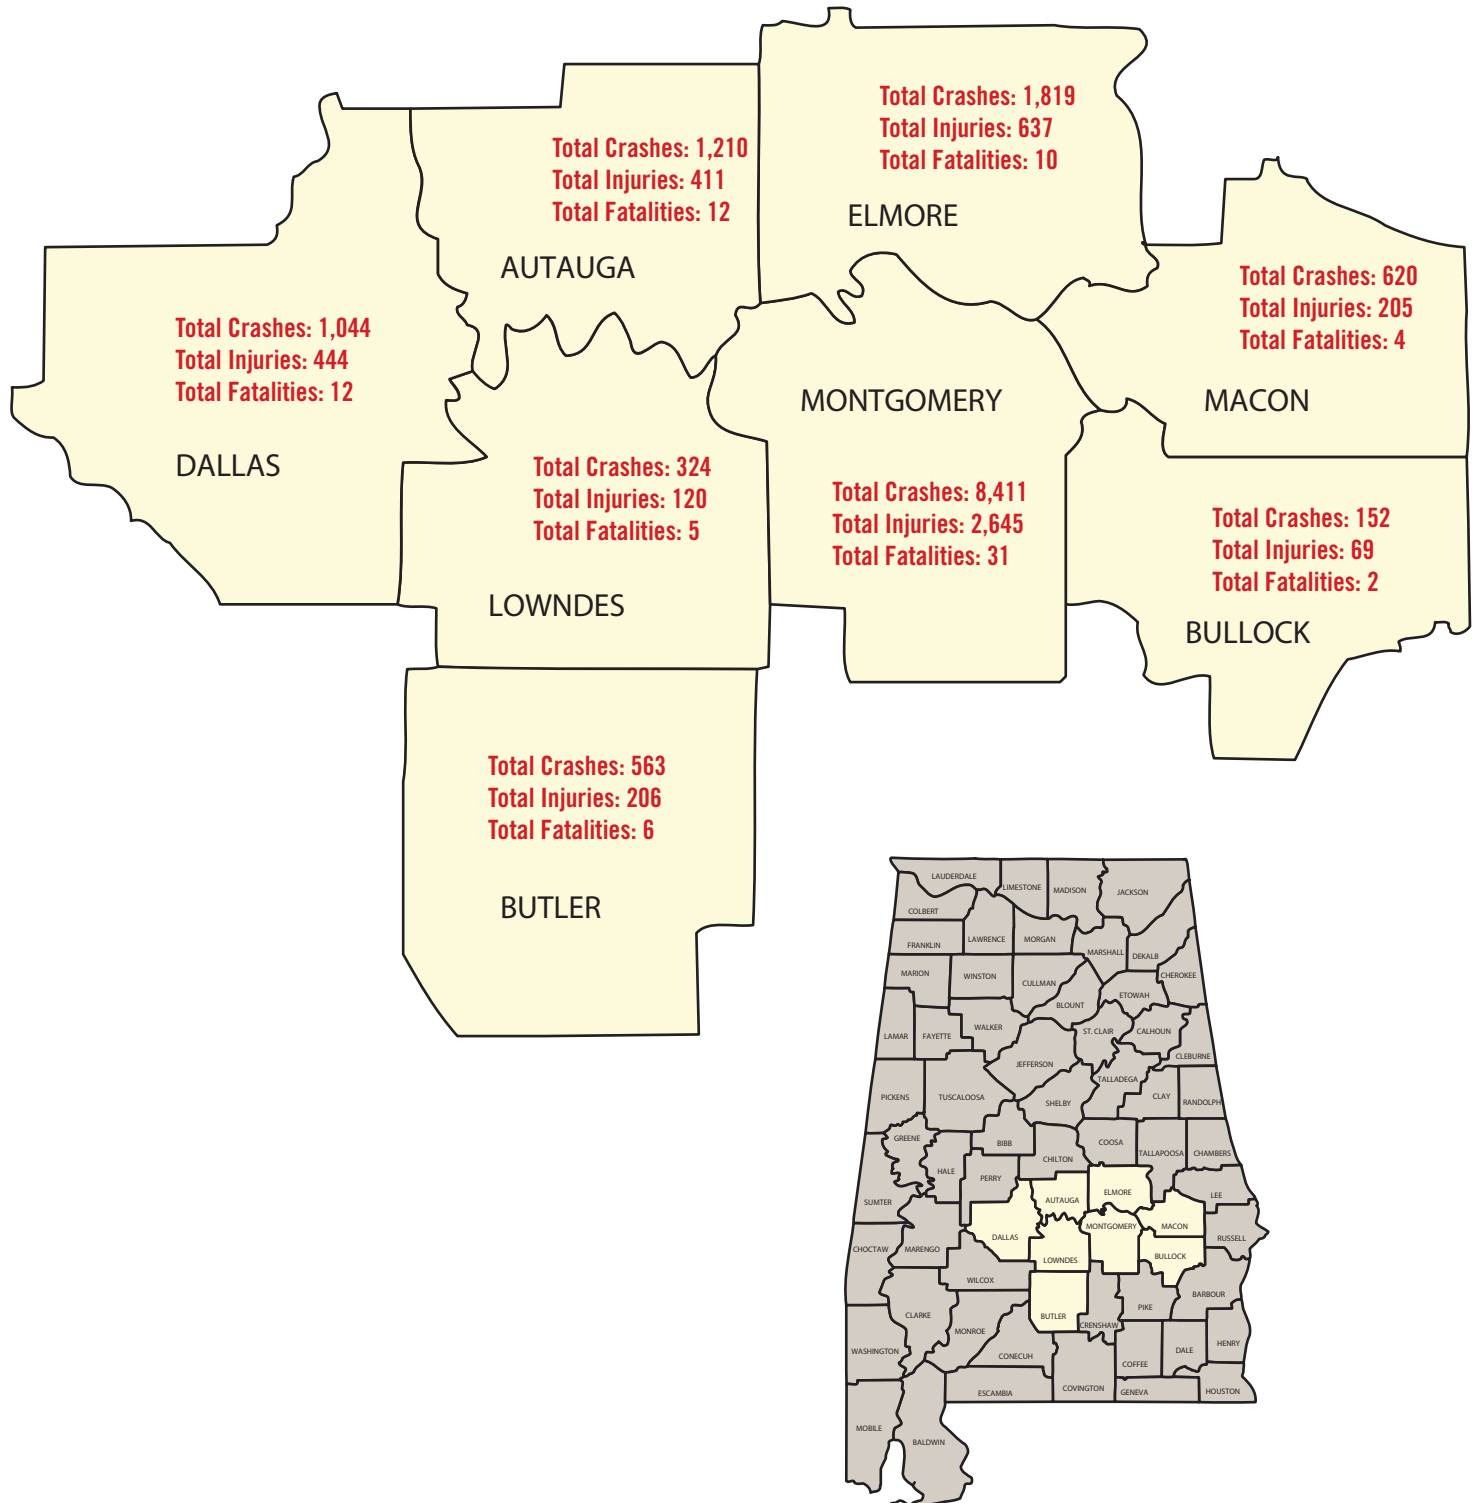 Total Crashes: 1,819
Total Injuries: 637
Total Fatalities: 10
ELMORE
Total Crashes: 1,210
Total Injuries: 411
Total Fatalities: 12
AUTAUGA
Total Crashes: 620
Total Injuries: 205
Total Fatalities: 4
MACON
Total Crashes: 1,044
Total Injuries: 444
Total Fatalities: 12
DALLAS
MONTGOMERY
Total Crashes: 8,411
Total Injuries: 2,645
Total Fatalities: 31
Total Crashes: 324
Total Injuries: 120
Total Fatalities: 5
LOWNDES
Total Crashes: 152
Total Injuries: 69
Total Fatalities: 2
BULLOCK
Total Crashes: 563
Total Injuries: 206
Total Fatalities: 6
BUTLER
LAUDERDALE
LIMESTONE
MADISON
JACKSON
COLBERT
FRANKLIN
LAWRENCE
MORGAN
MARSHALL
DEKALB
MARION
WINSTON
CULLMAN
CHEROKEE
BLOUNT
ETOWAH
LAMAR
FAYETTE
WALKER
ST. CLAIR
CALHOUN
CLEBURNE
JEFFERSON
TALLADEGA
PICKENS
TUSCALOOSA
SHELBY
CLAY
RANDOLPH
GREENE
BIBB
COOSA
TALLAPOOSA
CHAMBERS
HALE
PERRY
CHILTON
SUMTER
AUTAUGA
ELMORE
LEE
DALLAS
MONTGOMERY
MACON
RUSSELL
CHOCTAW
MARENGO
LOWNDES
BULLOCK
WILCOX
BARBOUR
CLARKE
MONROE
BUTLER
CRENSHAW
PIKE
WASHINGTON
CONECUH
COFFEE
DALE
HENRY
ESCAMBIA
COVINGTON
GENEVA
HOUSTON
MOBILE
BALDWIN